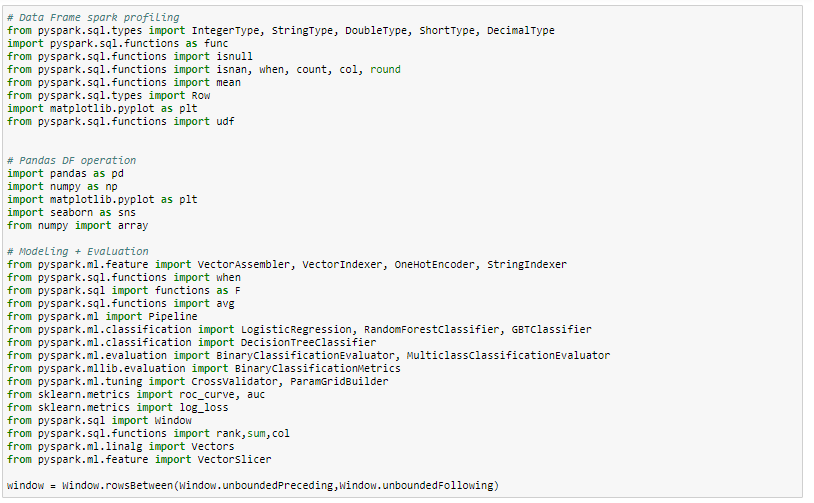 # Data Frame spark profiling
from pyspark.sql.types import IntegerType, StringType, DoubleType, ShortType, DecimalType
import pyspark.sql.functions as func
from pyspark.sql.functions import isnull
from pyspark.sql.functions import isnan, when, count, col, round
from pyspark.sql.functions import mean
from pyspark.sql.types import Row
import matplotlib.pyplot as plt
from pyspark.sql.functions import udf
# Pandas DF operation
import pandas as pd
import numpy as np
import matplotlib.pyplot as plt
import seaborn as sns
from numpy import array
# Modeling + Evaluation
from pyspark.ml.feature import VectorAssembler, VectorIndexer, OneHotEncoder, StringIndexer
from pyspark.sql.functions import when
from pyspark.sql import functions as F
from pyspark.sql.functions import avg
from pyspark.ml import Pipeline
from pyspark.ml.classification import LogisticRegression, RandomForestClassifier, GBTClassifier
from pyspark.ml.classification import DecisionTreeClassifier
from pyspark.ml.evaluation import BinaryClassificationEvaluator, MulticlassClassificationEvaluator
from pyspark.mllib.evaluation import BinaryClassificationMetrics
from pyspark.ml.tuning import CrossValidator, ParamGridBuilder
from sklearn.metrics import roc_curve, auc
from sklearn.metrics import log_loss
from pyspark.sql import Window
from pyspark.sql.functions import rank,sum,col
from pyspark.ml.linalg import Vectors
from pyspark.ml.feature import VectorSlicer
window = Window.rowsBetween(Window.unboundedPreceding,Window.unboundedFollowing)